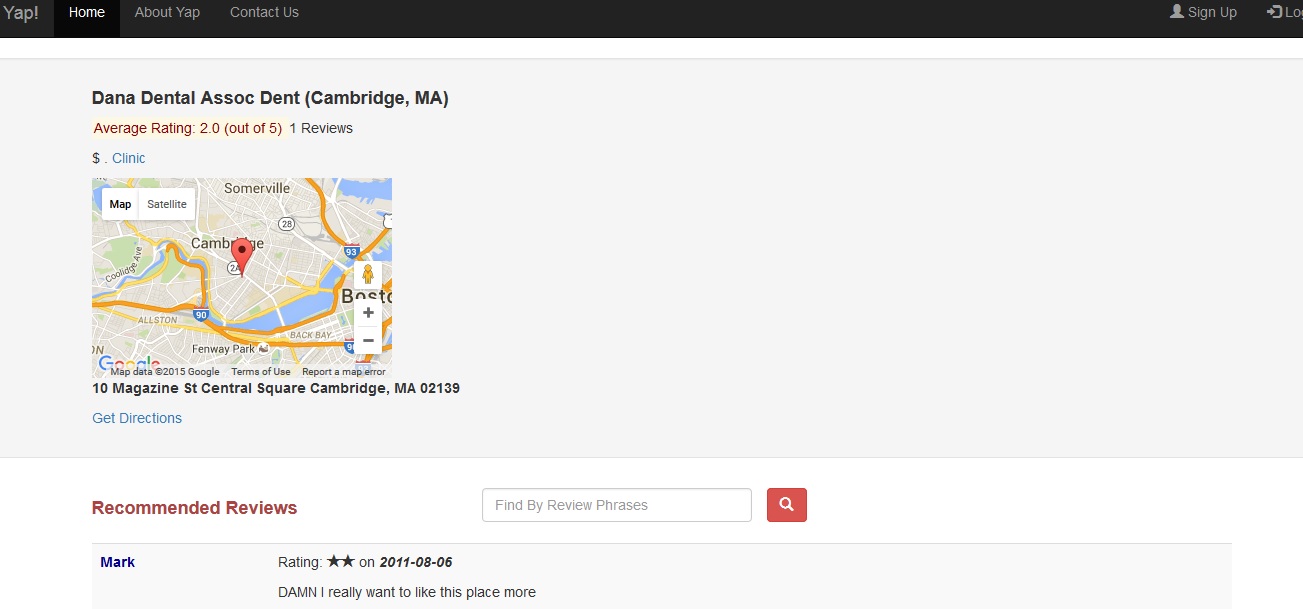 Yap!
Home
About Yap
Contact Us
Sign Up
Dana Dental Assoc Dent (Cambridge, MA)
Average Rating: 2.0 (out of 5) 1 Reviews
$ . Clinic
Map Satellite
Somerville
28
Cambridge
2A
93
Coolidge Ave
Bosto
90
ALLSTON
BACK BAY
Fenway Park
Google
Map data ©2015 Google Terms of Use Report a map error
10 Magazine St Central Square Cambridge, MA 02139
Get Directions
Recommended Reviews
Find By Review Phrases
Mark
Rating: ★★ on 2011-08-06
DAMN I really want to like this place more